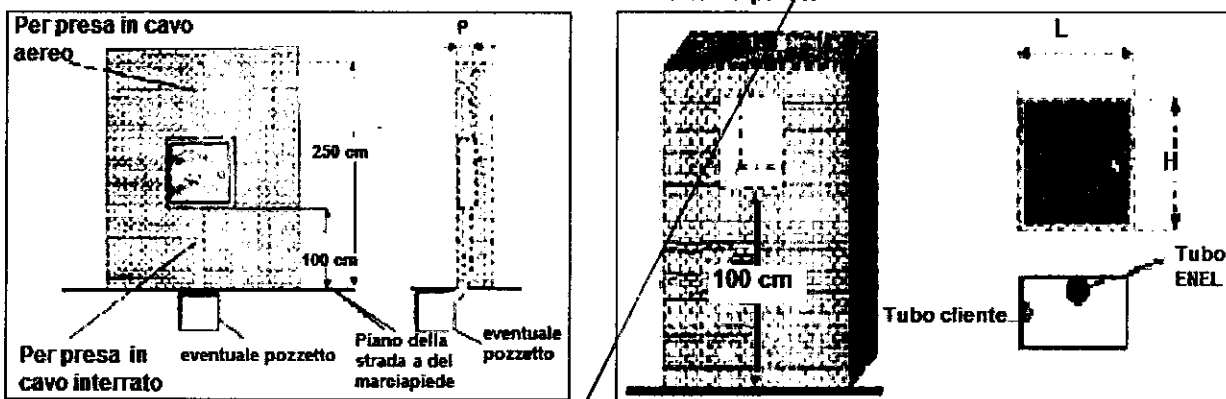 Per presa in cavo
aereo
P
250 cm
100 cm
Per presa in
cavo interrato
eventuale pozzetto
Piano della
strada a del
marciapiede
eventuale
pozzetto
L
H
100 cm
Tubo
ENEL
Tubo cliente